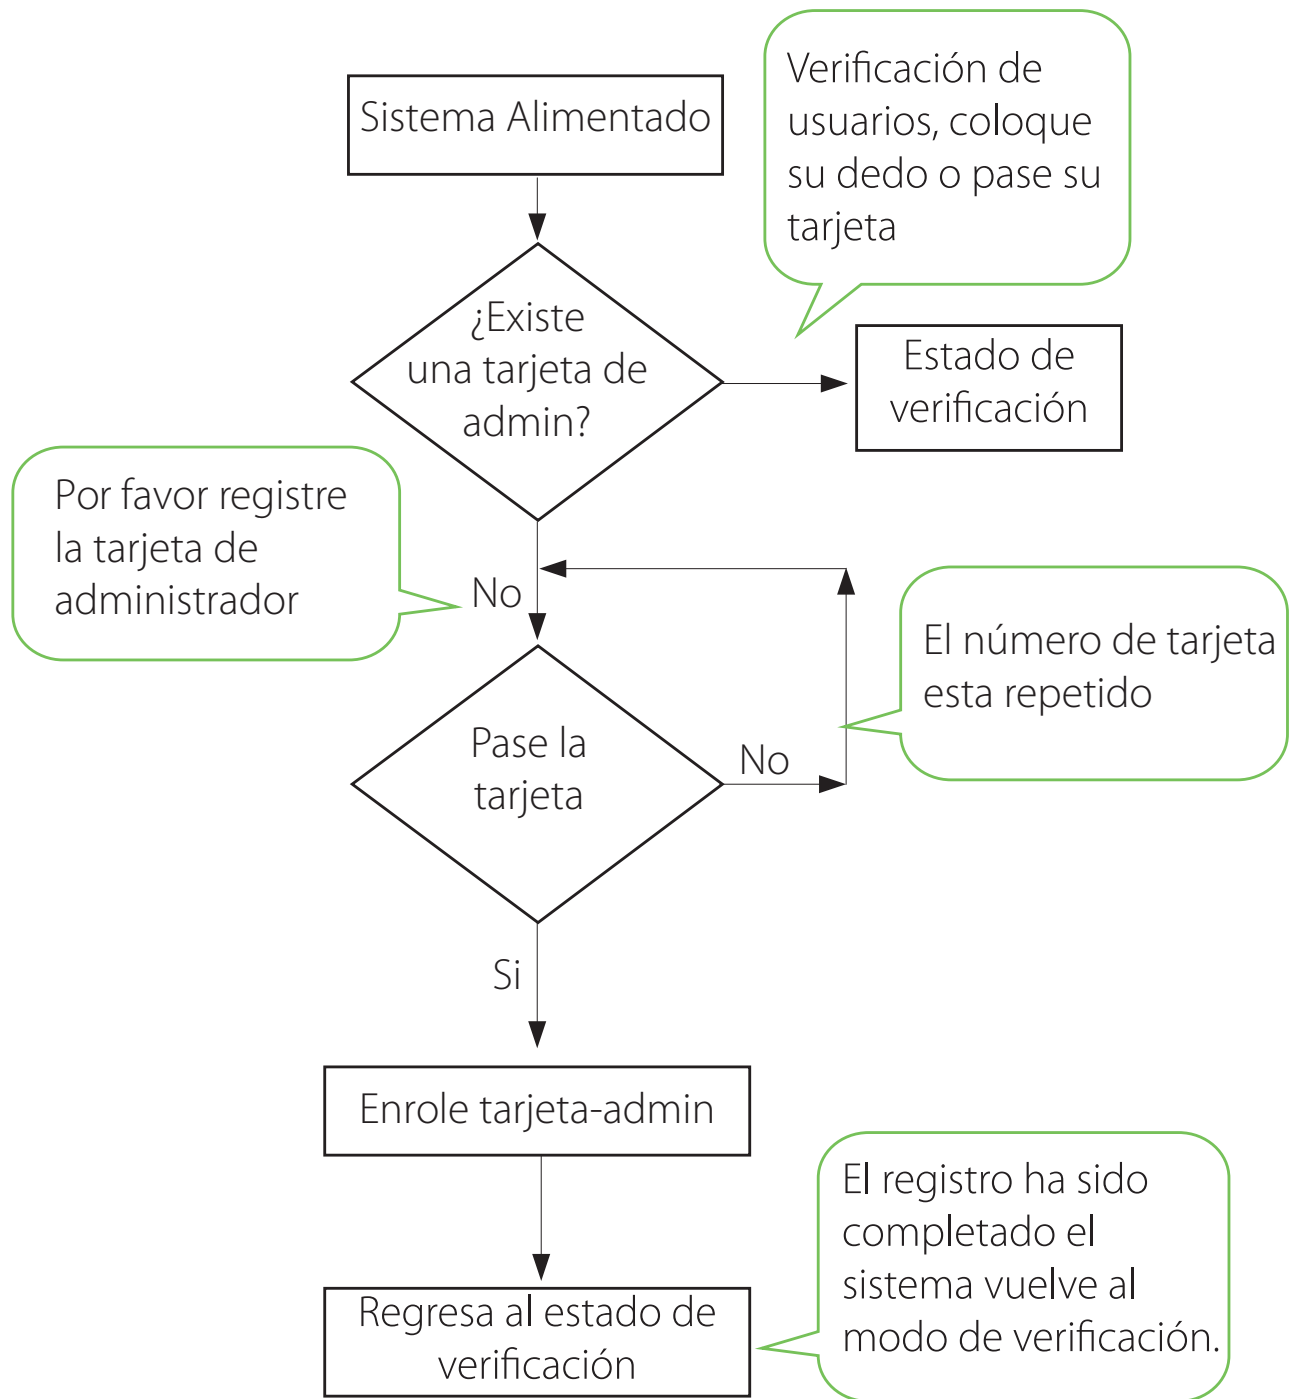 Sistema Alimentado
Verificación de
usuarios, coloque
su dedo o pase su
tarjeta
¿Existe
una tarjeta de
admin?
Estado de
verificación
Por favor registre
la tarjeta de
administrador
No
El número de tarjeta
esta repetido
Pase la
tarjeta
No
Si
Enrole tarjeta-admin
El registro ha sido
completado el
sistema vuelve al
modo de verificación.
Regresa al estado de
verificación